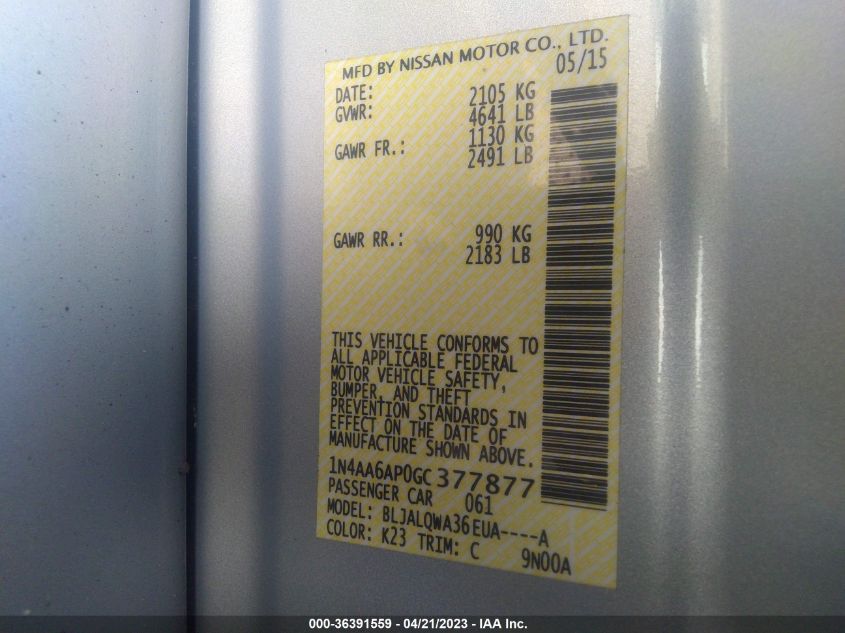 MFD BY NISSAN MOTOR CO., LTD.
DATE: 05/15
GVWR: 2105 KG
4641 LB
GAWR FR.: 1130 KG
2491 LB
GAWR RR.: 990 KG
2183 LB
THIS VEHICLE CONFORMS TO
ALL APPLICABLE FEDERAL
MOTOR VEHICLE SAFETY,
BUMPER, AND THEFT
PREVENTION STANDARDS IN
EFFECT ON THE DATE OF
MANUFACTURE SHOWN ABOVE.
1N4AA6AP0GC377877
PASSENGER CAR 061
MODEL: BLJALQWA36EUA----A
COLOR: K23 TRIM: C 9N00A
000-36391559 - 04/21/2023 - IAA Inc.